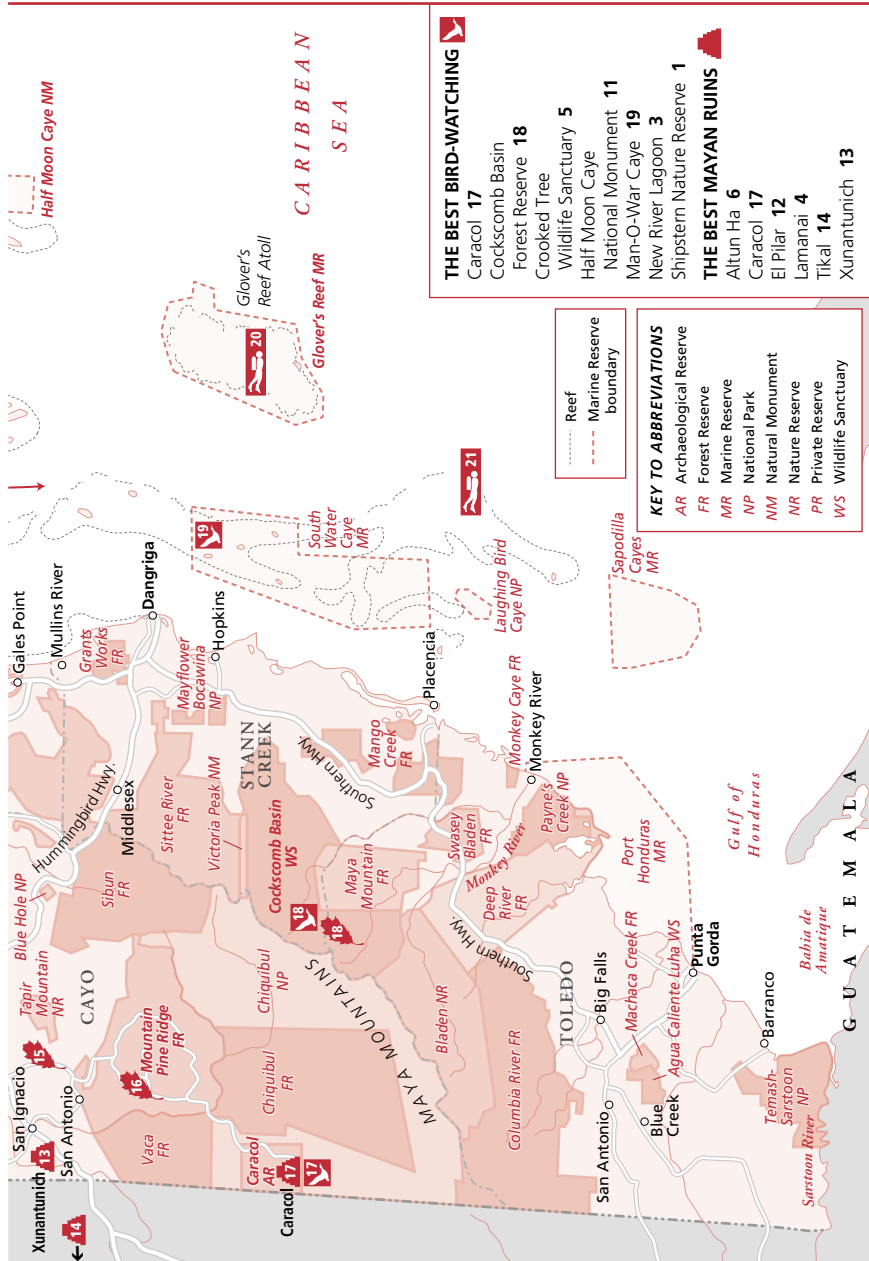 Half Moon Caye NM
CARIBBEAN
SEA
Glover's
Reef Atoll
Glover's Reef MR
20
21
19
South
Water
Caye
MR
Laughing Bird
Caye NP
Sapodilla
Cayes
MR
Gales Point
Mullins River
Grants
Works
FR
Dangriga
Mayflower
Bocawina
NP
Hopkins
Hummingbird Hwy.
Middlesex
Sittee River
FR
Victoria Peak NM
STANN
CREEK
Southern Hwy.
Mango
Creek
FR
Placencia
Cockscomb Basin
WS
18
18
Maya
Mountain
FR
Swasey
Bladen
FR
Monkey River
Monkey Caye FR
Monkey River
Payne's
Creek NP
Blue Hole NP
Sibun
FR
Tapir
Mountain
NR
CAYO
15
San Ignacio
San Antonio
16
Mountain
Pine Ridge
FR
Xunantunich
13
14
Vaca
FR
Chiquibul
NP
Chiquibul
FR
Caracol
AR
Caracol
17
17
MAYA MOUNTAINS
Bladen NR
Deep
River
FR
Southern Hwy.
Columbia River FR
TOLEDO
Port
Honduras
MR
Big Falls
San Antonio
Blue
Creek
Machaca Creek FR
Agua Caliente Luha WS
Punta
Gorda
Barranco
Temash-
Sarstoon
NP
Sarstoon River
Gulf of
Honduras
Bahia de
Amatique
GUATEMALA
THE BEST BIRD-WATCHING
Caracol 17
Cockscomb Basin
Forest Reserve 18
Crooked Tree
Wildlife Sanctuary 5
Half Moon Caye
National Monument 11
Man-O-War Caye 19
New River Lagoon 3
Shipstern Nature Reserve 1
THE BEST MAYAN RUINS
Altun Ha 6
Caracol 17
El Pilar 12
Lamanai 4
Tikal 14
Xunantunich 13
Reef
Marine Reserve
boundary
KEY TO ABBREVIATIONS
AR Archaeological Reserve
FR Forest Reserve
MR Marine Reserve
NP National Park
NM Natural Monument
NR Nature Reserve
PR Private Reserve
WS Wildlife Sanctuary